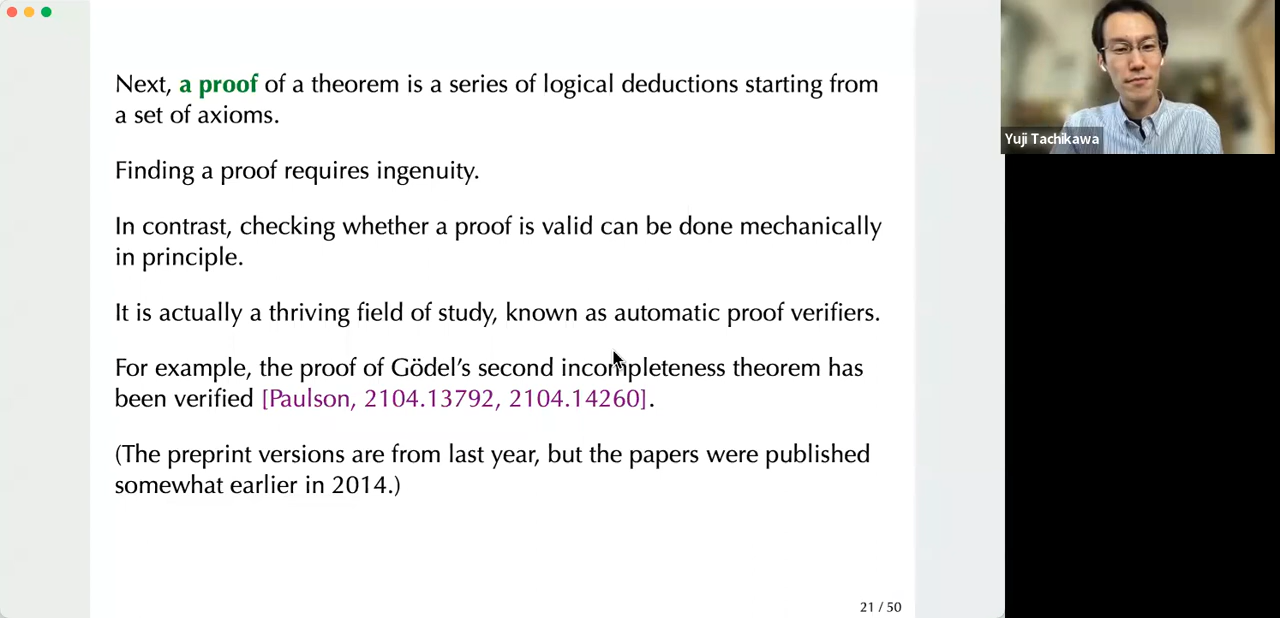 Next, a proof of a theorem is a series of logical deductions starting from
a set of axioms.
Finding a proof requires ingenuity.
In contrast, checking whether a proof is valid can be done mechanically
in principle.
It is actually a thriving field of study, known as automatic proof verifiers.
For example, the proof of Gödel's second incompleteness theorem has
been verified [Paulson, 2104.13792, 2104.14260].
(The preprint versions are from last year, but the papers were published
somewhat earlier in 2014.)
21 / 50
Yuji Tachikawa